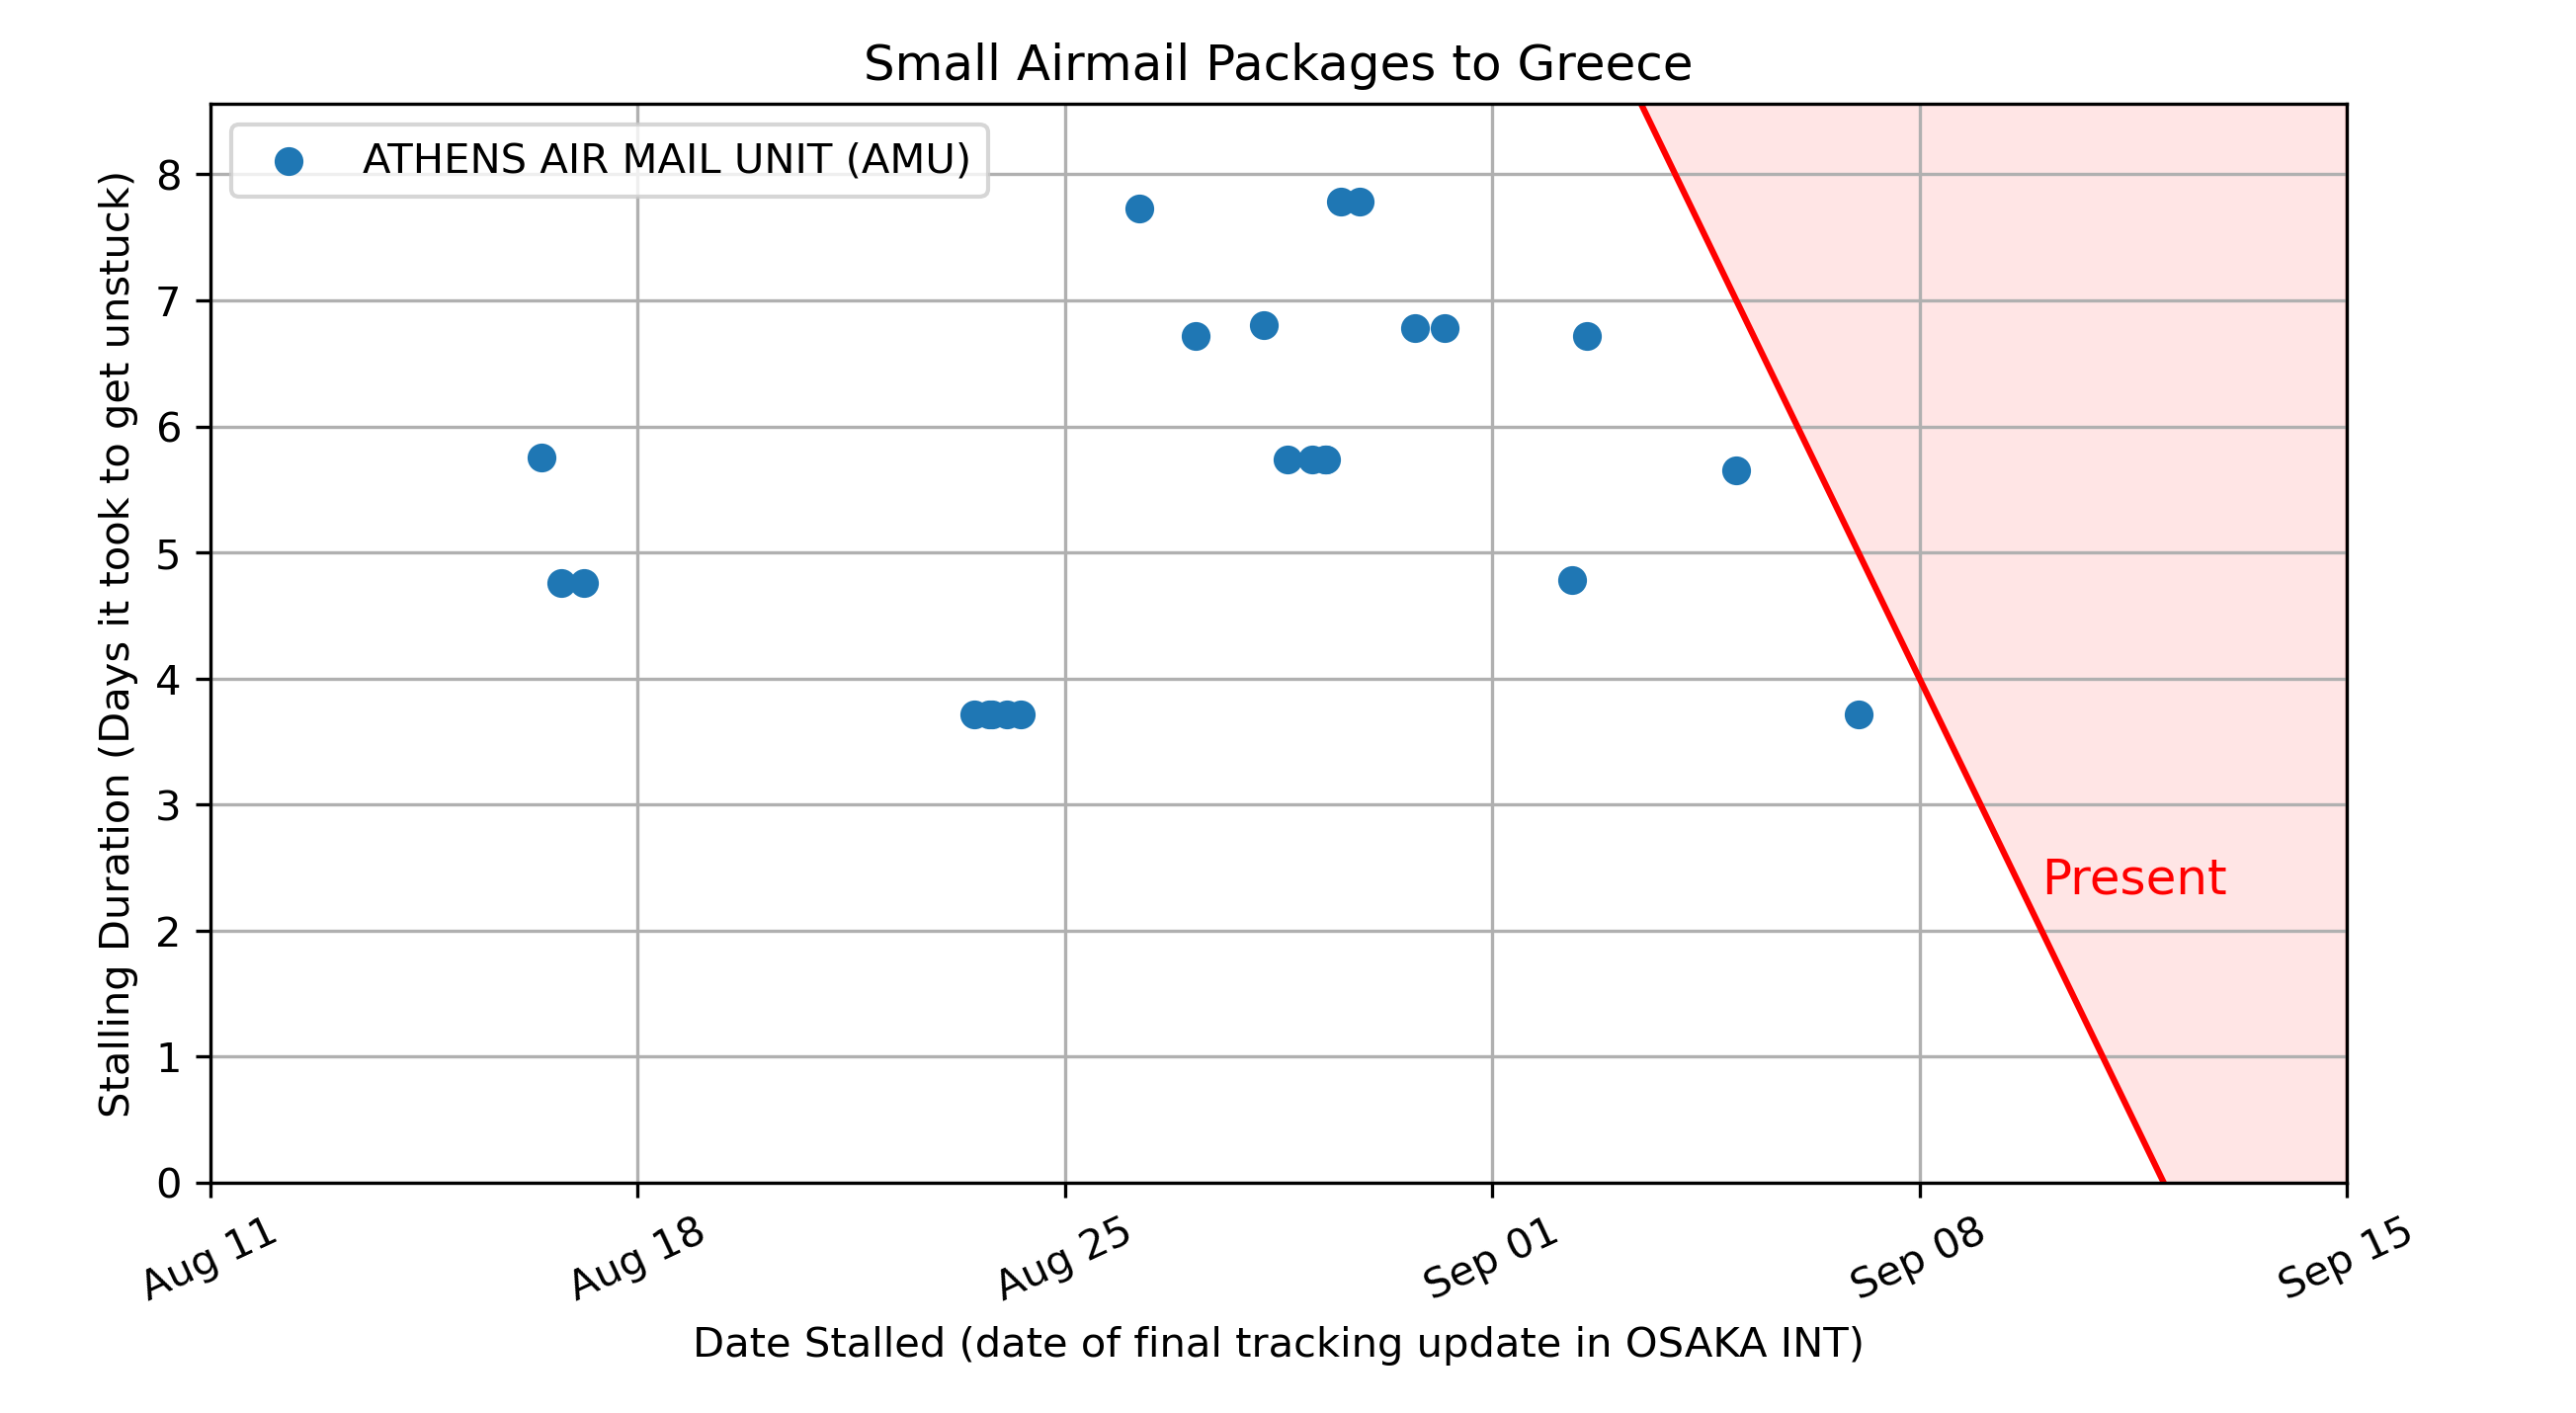 Small Airmail Packages to Greece
ATHENS AIR MAIL UNIT (AMU)
Stalling Duration (Days it took to get unstuck)
8
7
6
5
4
3
2
1
0
Present
Aug 11
Aug 18
Aug 25
Sep 01
Sep 08
Sep 15
Date Stalled (date of final tracking update in OSAKA INT)